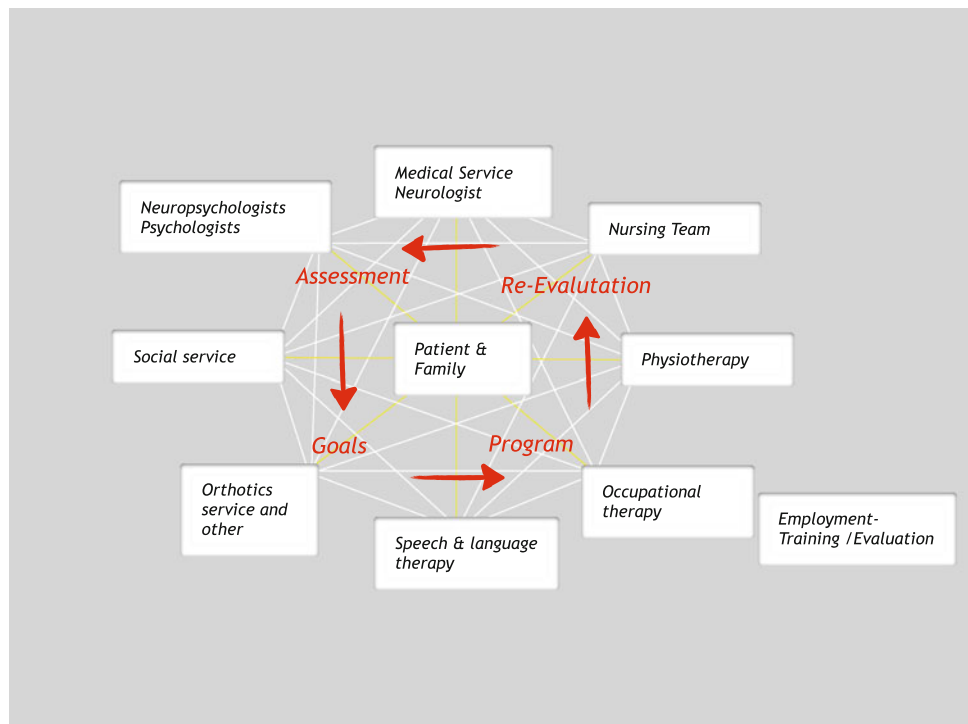 Medical Service
Neurologist
Neuropsychologists
Psychologists
Nursing Team
Assessment
Re-Evalutation
Social service
Patient &
Family
Physiotherapy
Goals
Program
Orthotics
service and
other
Occupational
therapy
Speech & language
therapy
Employment-
Training /Evaluation